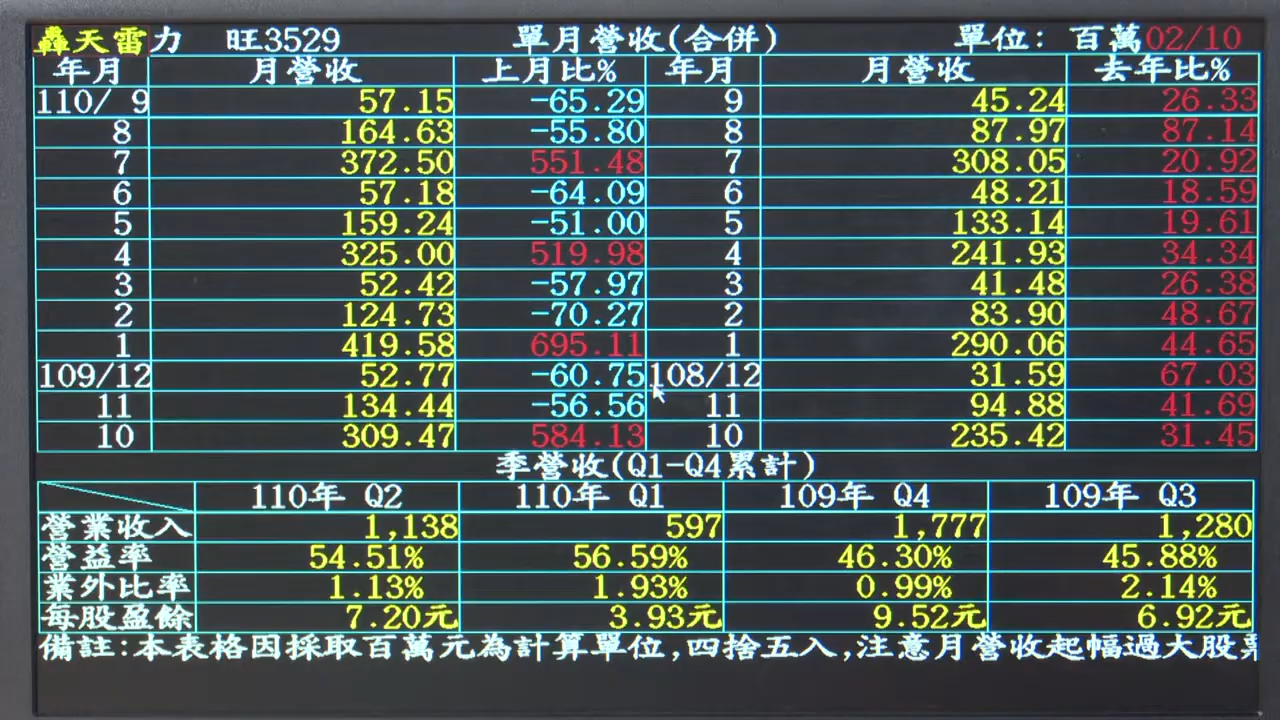 轟天雷力 旺3529 單月營收(合併) 單位: 百萬02/10
年月 月營收 上月比% 年月 月營收 去年比%
110/ 9 57.15 -65.29 9 45.24 26.33
8 164.63 -55.80 8 87.97 87.14
7 372.50 551.48 7 308.05 20.92
6 57.18 -64.09 6 48.21 18.59
5 159.24 -51.00 5 133.14 19.61
4 325.00 519.98 4 241.93 34.34
3 52.42 -57.97 3 41.48 26.38
2 124.73 -70.27 2 83.90 48.67
1 419.58 695.11 1 290.06 44.65
109/12 52.77 -60.75 108/12 31.59 67.03
11 134.44 -56.56 11 94.88 41.69
10 309.47 584.13 10 235.42 31.45
季營收(Q1-Q4累計)
110年 Q2 110年 Q1 109年 Q4 109年 Q3
營業收入 1,138 597 1,777 1,280
營益率 54.51% 56.59% 46.30% 45.88%
業外比率 1.13% 1.93% 0.99% 2.14%
每股盈餘 7.20元 3.93元 9.52元 6.92元
備註:本表格因採取百萬元為計算單位,四捨五入,注意月營收起幅過大股票